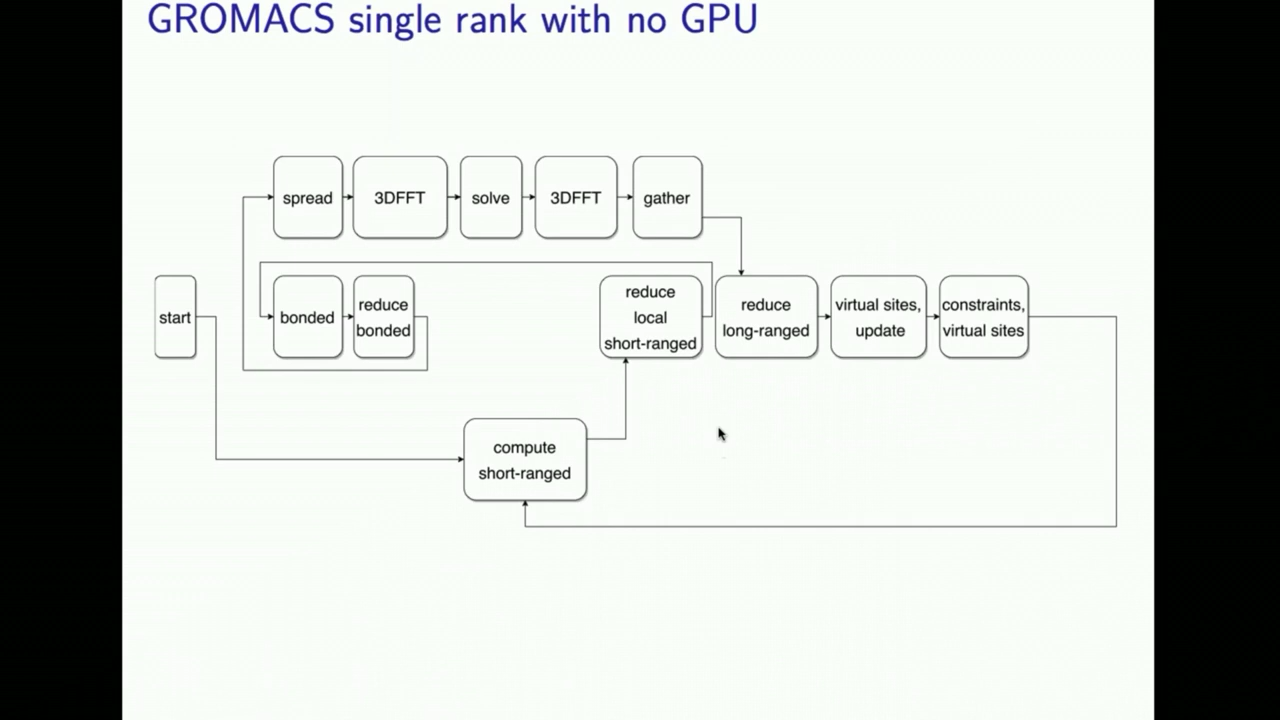 GROMACS single rank with no GPU
spread
3DFFT
solve
3DFFT
gather
start
bonded
reduce
bonded
reduce
local
short-ranged
reduce
long-ranged
virtual sites,
update
constraints,
virtual sites
compute
short-ranged